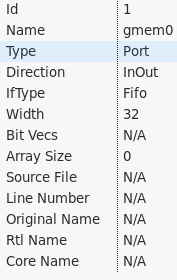 Id 1
Name gmem0
Type Port
Direction InOut
IfType Fifo
Width 32
Bit Vecs N/A
Array Size 0
Source File N/A
Line Number N/A
Original Name N/A
Rtl Name N/A
Core Name N/A